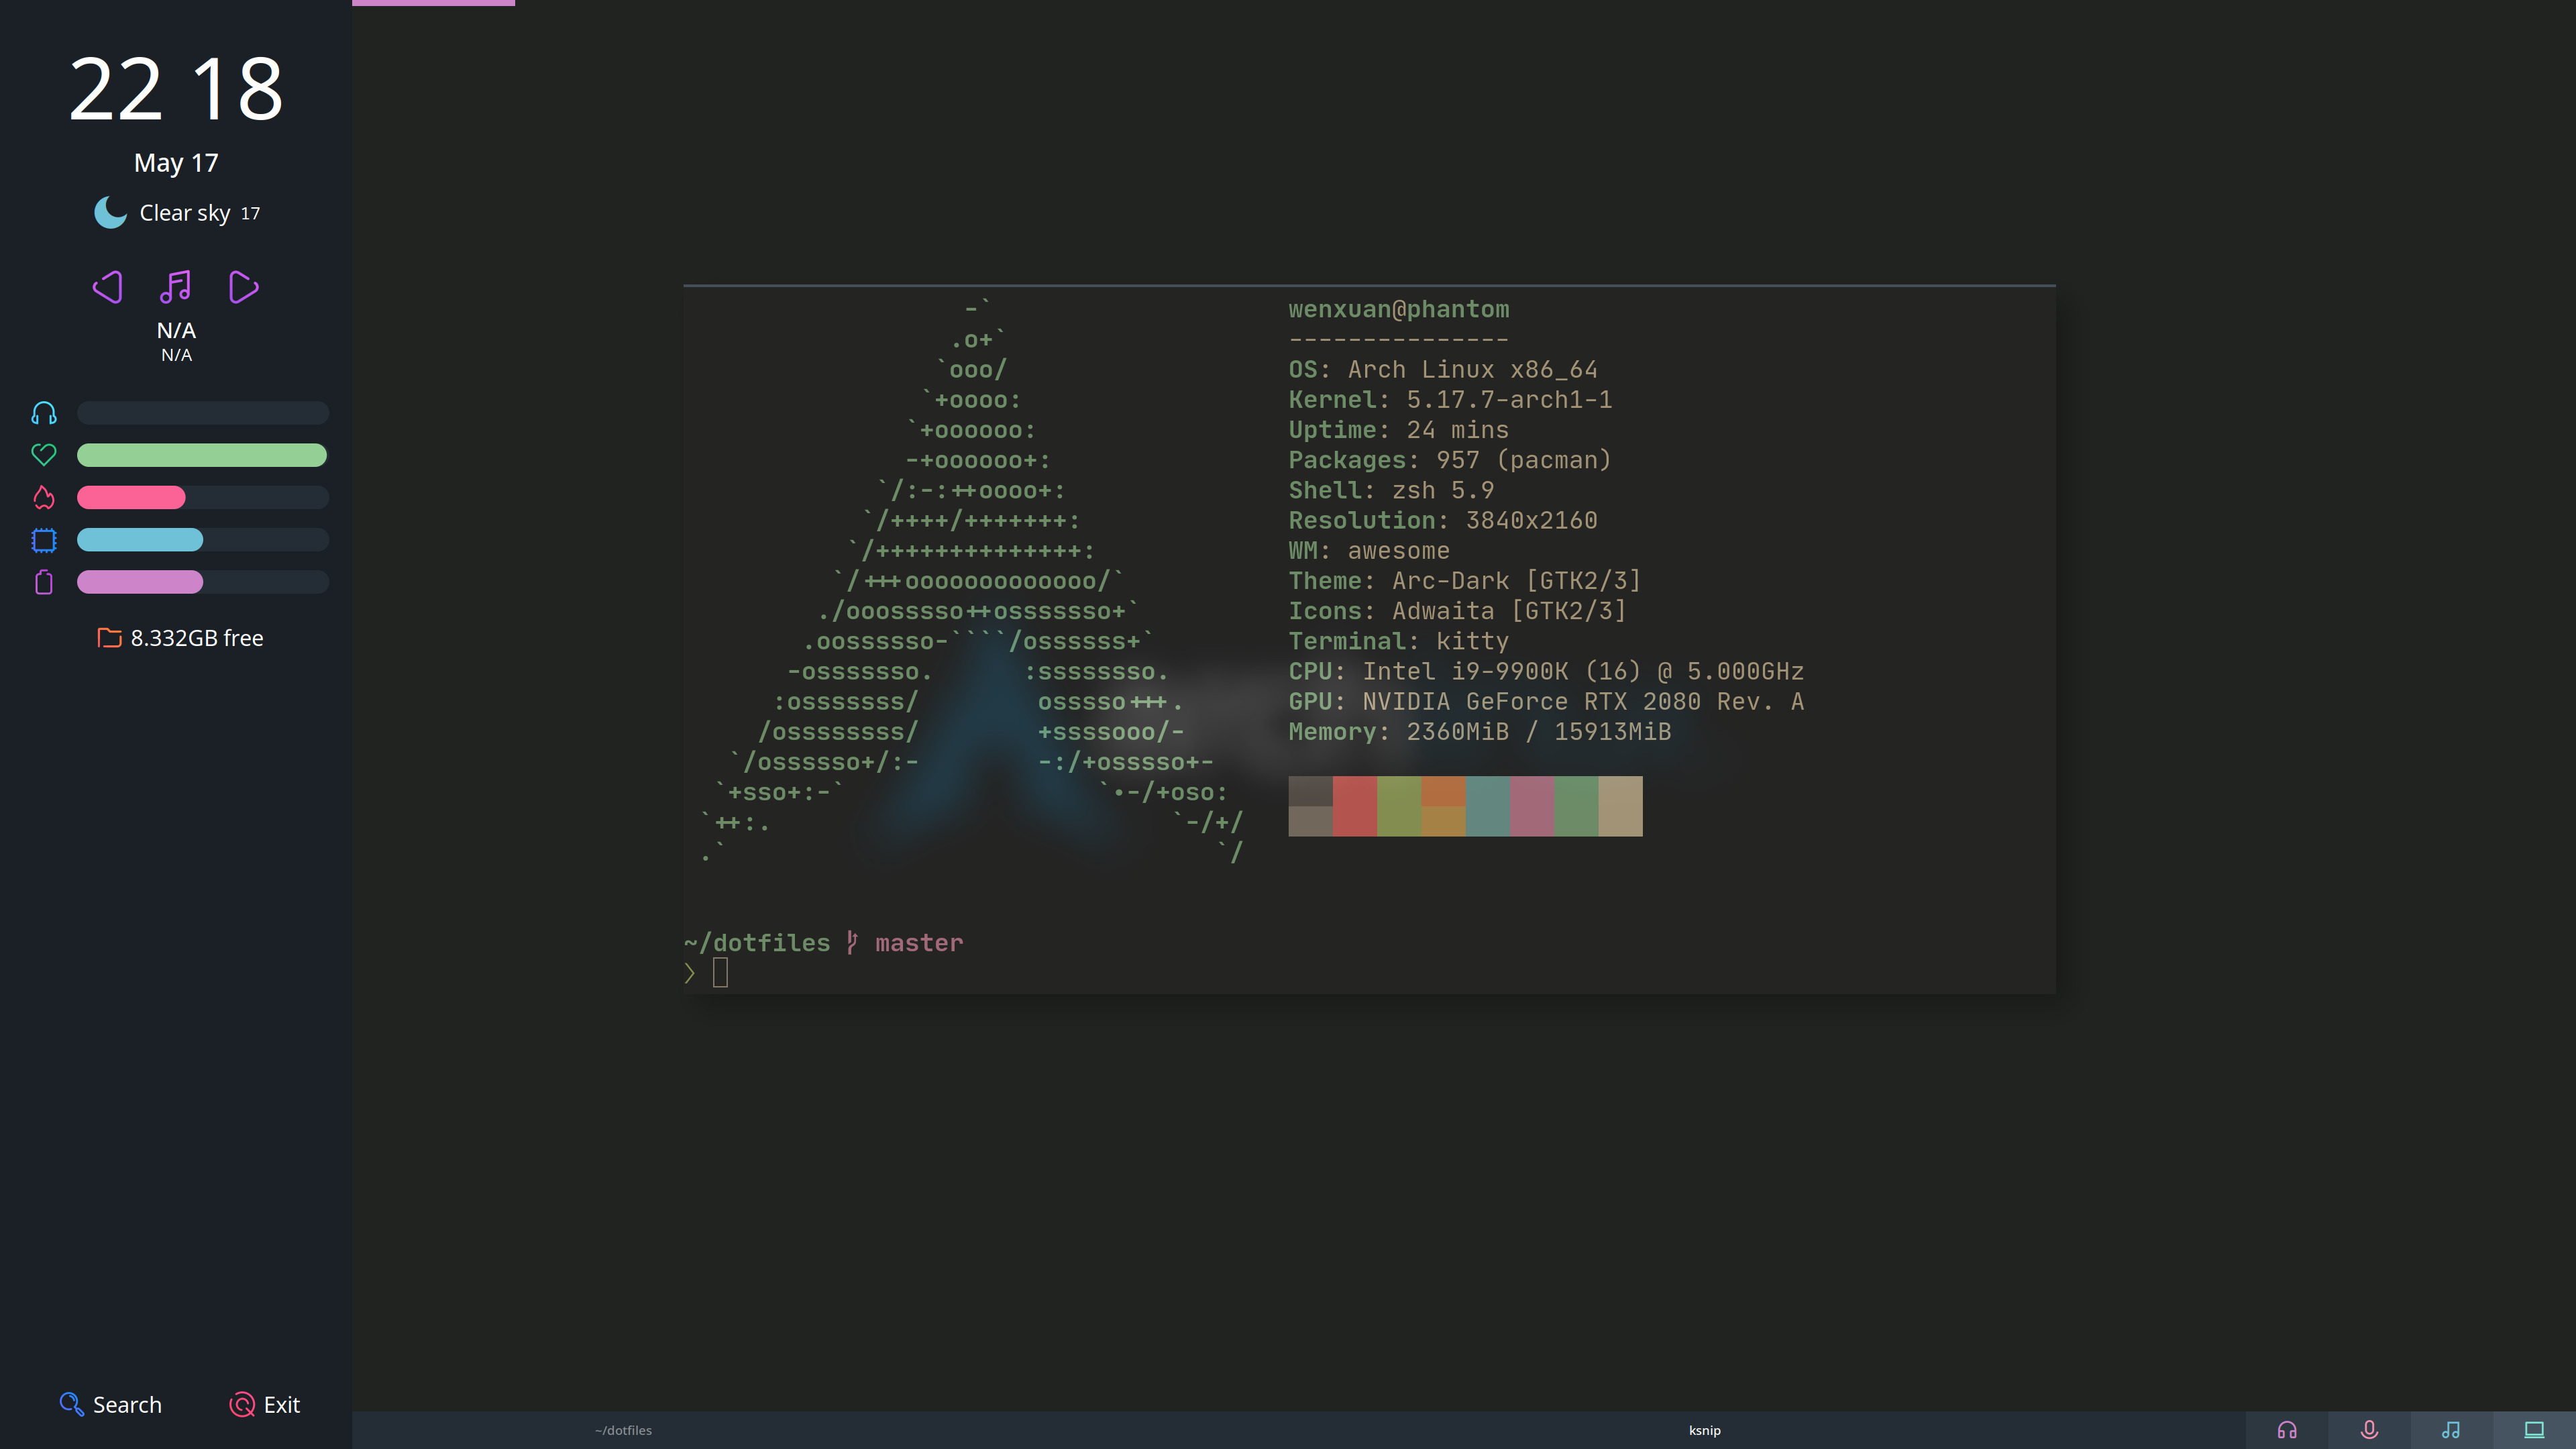 22 18
May 17
Clear sky 17
N/A
N/A
8.332GB free
Search
Exit
-`
.o+`
`ooo/
`+oooo:
`+oooooo:
-+oooooo+:
`/:-:++oooo+:
`/++++/+++++++:
`/++++++++++++++:
`/+++ooooooooooooo/`
./ooosssso++osssssso+`
.oossssso-````/ossssss+`
-osssssso. :ssssssso.
:osssssss/ osssso+++.
/ossssssss/ +ssssooo/-
`/ossssso+/:- -:/+osssso+-
`+sso+:-` `.-/+oso:
`++:. `-/+/
.` `/
wenxuan@phantom
---------------
OS: Arch Linux x86_64
Kernel: 5.17.7-arch1-1
Uptime: 24 mins
Packages: 957 (pacman)
Shell: zsh 5.9
Resolution: 3840x2160
WM: awesome
Theme: Arc-Dark [GTK2/3]
Icons: Adwaita [GTK2/3]
Terminal: kitty
CPU: Intel i9-9900K (16) @ 5.000GHz
GPU: NVIDIA GeForce RTX 2080 Rev. A
Memory: 2360MiB / 15913MiB
~/dotfiles master
❯
~/dotfiles
ksnip